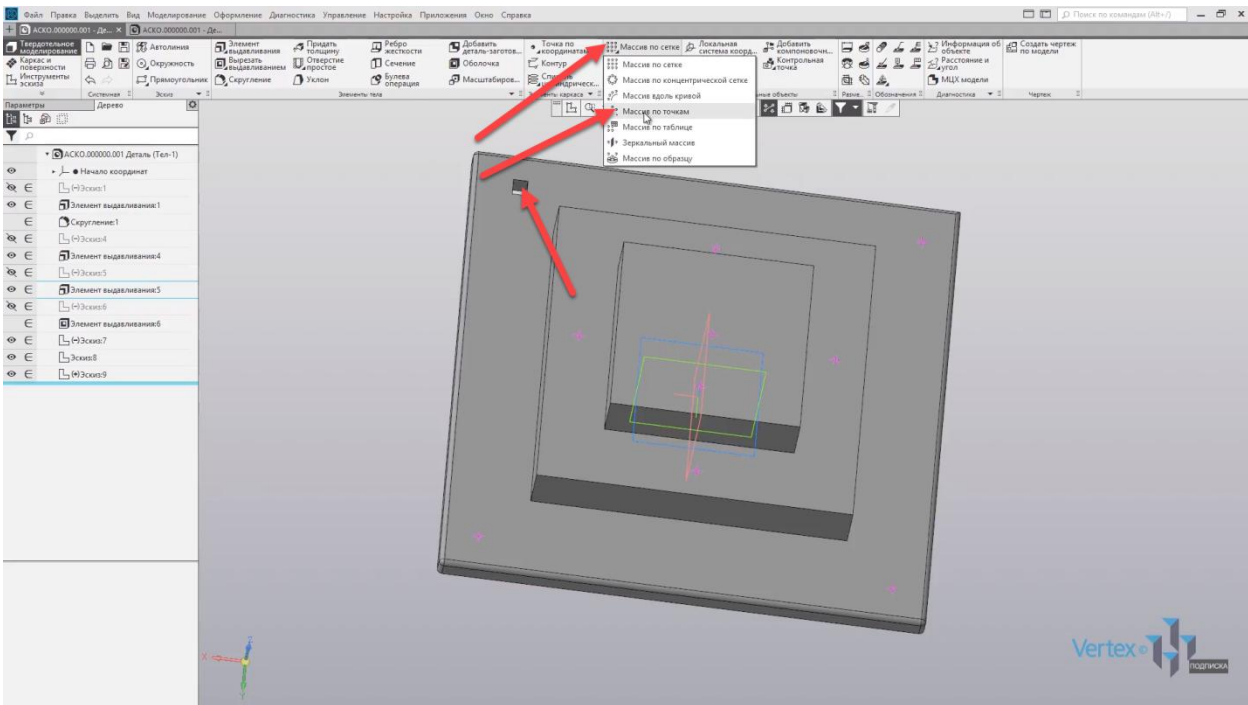 Файл Правка Выделить Вид Моделирование Оформление Диагностика Управление Настройка Приложения Окно Справка
Поиск по командам (Alt+/)
АСКО.000000.001 - Де... × АСКО.000000.001 - Де...
Твердотельное моделирование
Каркас и поверхности
Инструменты эскиза
Системная
Автолиния
Окружность
Прямоугольник
Эскиз
Элемент выдавливания
Вырезать выдавливанием
Скругление
Придать толщину
Отверстие простое
Уклон
Ребро жесткости
Сечение
Булева операция
Добавить деталь-заготов...
Оболочка
Масштабиров...
Элементы тела
Точка по координатам
Контур
Массив по сетке
Локальная система коорд...
Добавить компоновочн...
Контрольная точка
Информация об объекте
Расстояние и угол
МЦХ модели
Создать чертеж по модели
Разме...
Обозначения
Диагностика
Чертеж
Массив по сетке
Массив по концентрической сетке
Массив вдоль кривой
Массив по точкам
Массив по таблице
Зеркальный массив
Массив по образцу
Параметры
Дерево
АСКО.000000.001 Деталь (Тел-1)
Начало координат
(-)Эскиз:1
Элемент выдавливания:1
Скругление:1
(-)Эскиз:4
Элемент выдавливания:4
(-)Эскиз:5
Элемент выдавливания:5
(-)Эскиз:6
Элемент выдавливания:6
(-)Эскиз:7
Эскиз:8
(+)Эскиз:9
Z
X
Y
Vertex
подписка